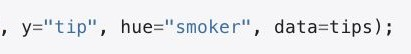 , y="tip", hue="smoker", data=tips);